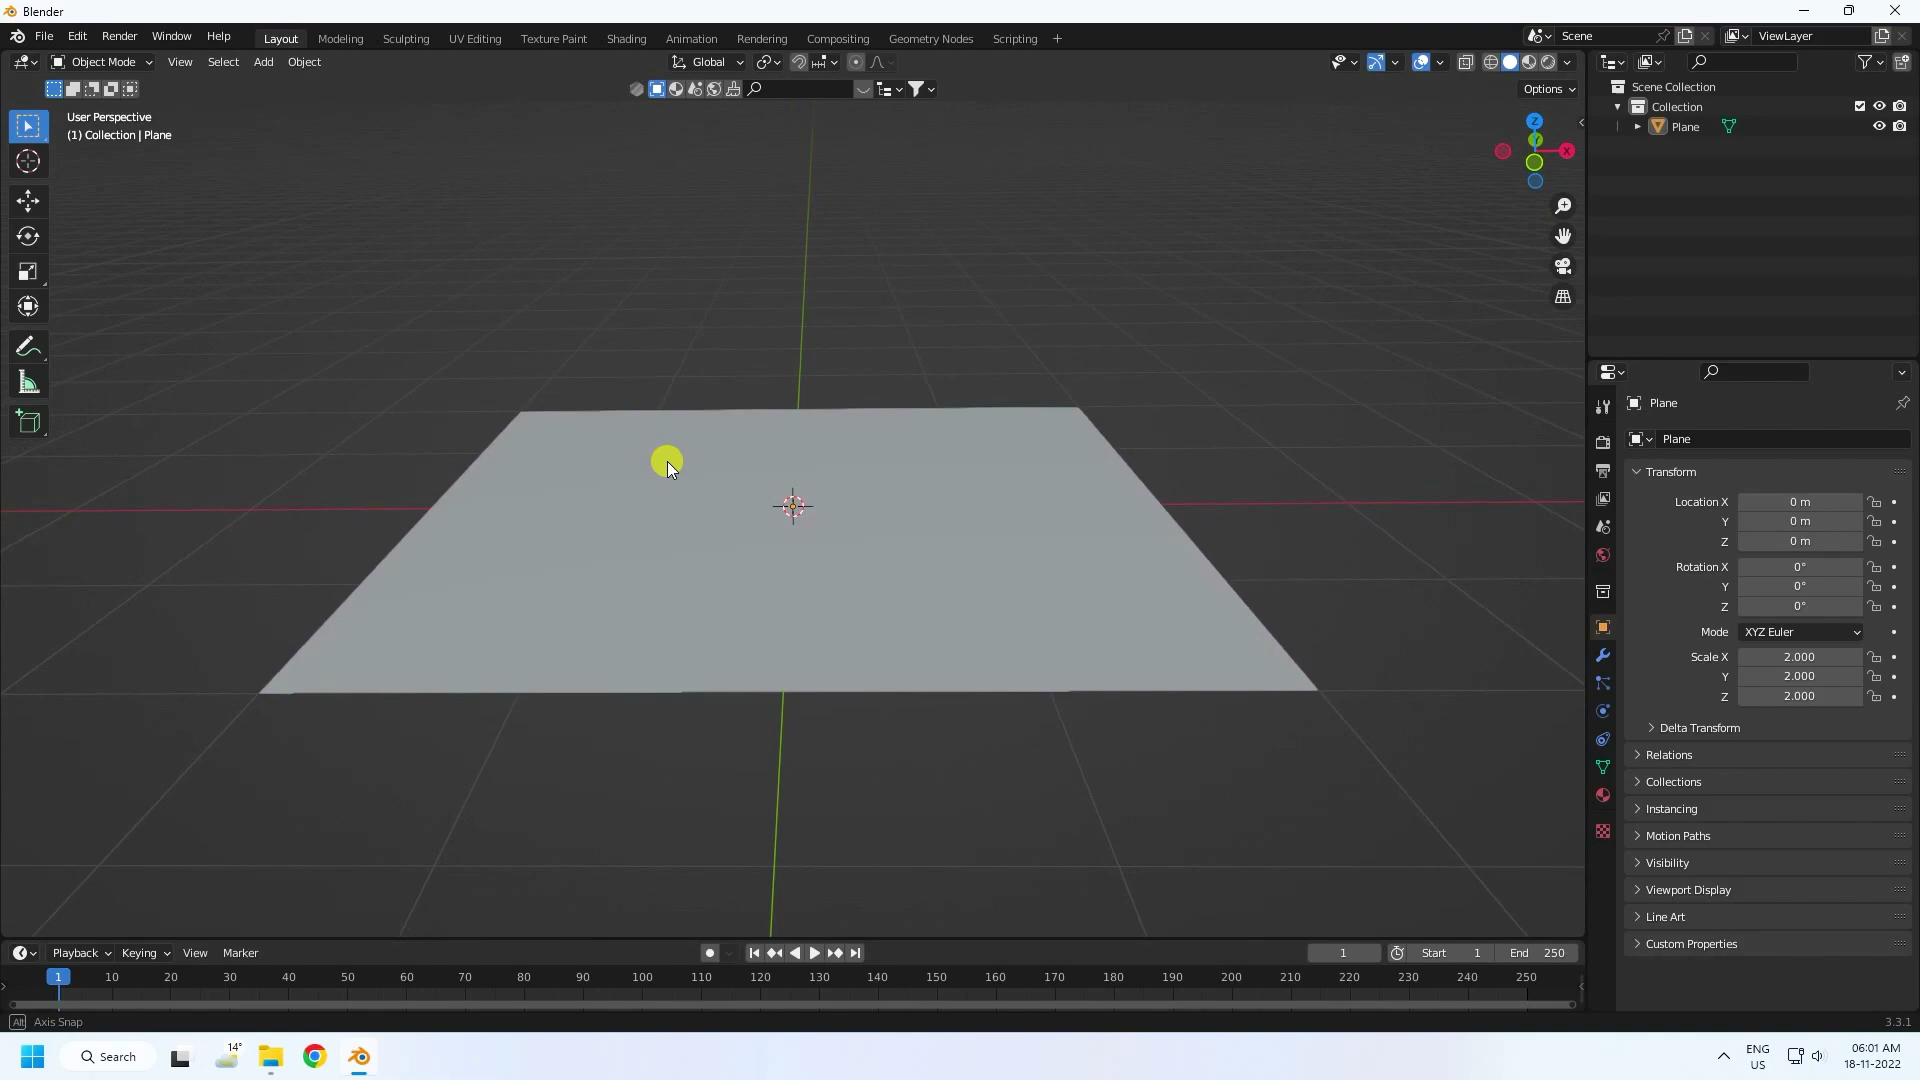 Blender
File Edit Render Window Help Layout Modeling Sculpting UV Editing Texture Paint Shading Animation Rendering Compositing Geometry Nodes Scripting + Scene ViewLayer
Object Mode View Select Add Object Global
Options
User Perspective
(1) Collection | Plane
Z
Y
X
Scene Collection
Collection
Plane
Plane
Plane
Transform
Location X 0 m
Y 0 m
Z 0 m
Rotation X 0°
Y 0°
Z 0°
Mode XYZ Euler
Scale X 2.000
Y 2.000
Z 2.000
Delta Transform
Relations
Collections
Instancing
Motion Paths
Visibility
Viewport Display
Line Art
Custom Properties
Playback Keying View Marker 1 Start 1 End 250
1 10 20 30 40 50 60 70 80 90 100 110 120 130 140 150 160 170 180 190 200 210 220 230 240 250
Alt Axis Snap 3.3.1
Search 14° ENG US 06:01 AM 18-11-2022